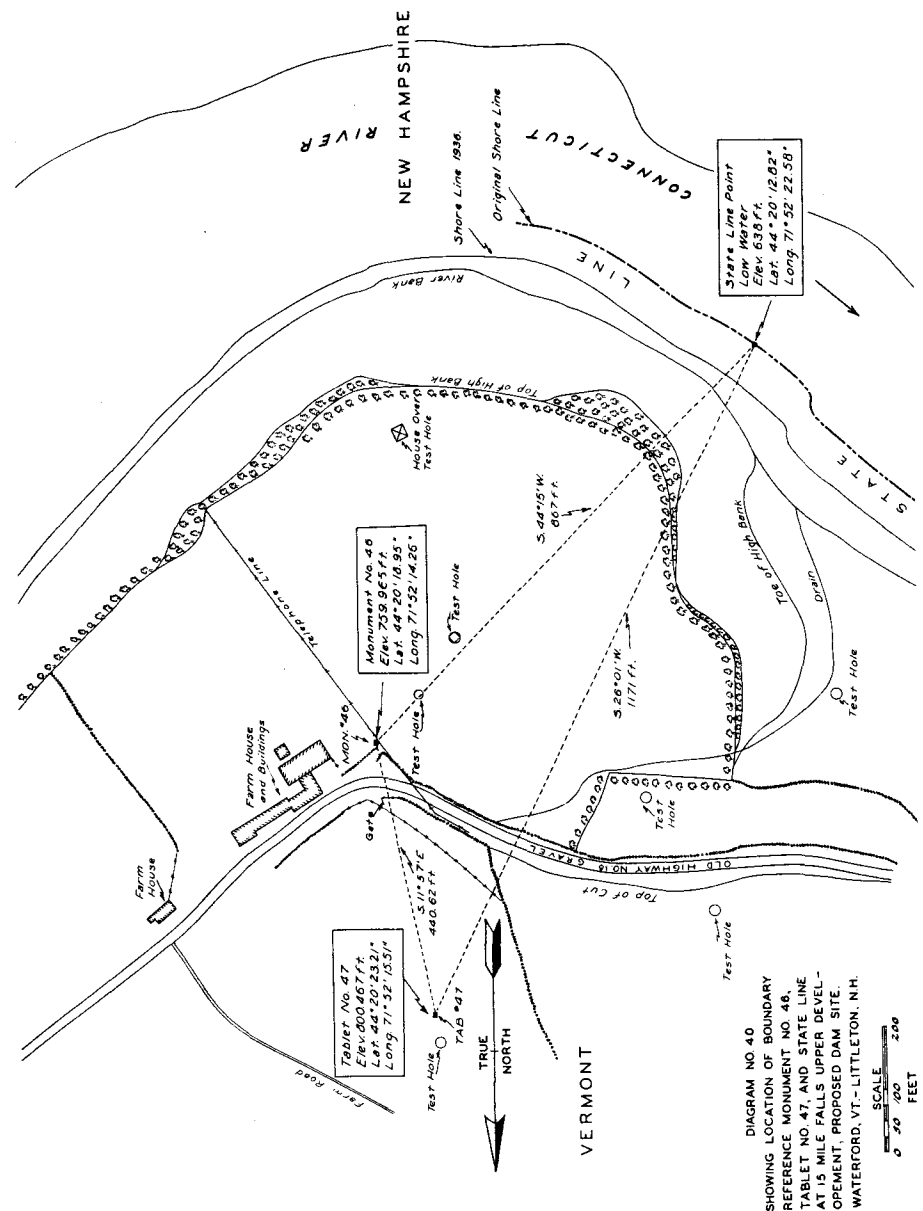 NEW HAMPSHIRE
RIVER
CONNECTICUT
Shore Line 1936.
Original Shore Line
River Bank
LINE
STATE
State Line Point
Low Water
Elev. 638 ft.
Lat. 44° 20' 12.82"
Long. 71° 52' 22.58"
Top of High Bank
House Over
Test Hole
Telephone Line
Monument No. 46
Elev. 759.965 ft.
Lat. 44° 20' 18.95"
Long. 71° 52' 14.26"
MON. #46
Test Hole
Test Hole
S. 44° 15' W.
867 ft.
S. 26° 01' W.
1171 ft.
Toe of High Bank
Drain
Test Hole
Test Hole
Farm House
and Buildings
Farm
House
Gate
S. 11° 57' E
440.62 ft
GRAVEL
OLD HIGHWAY NO. 18
Top of Cut
Test Hole
Tablet No. 47
Elev. 800.467 ft.
Lat. 44° 20' 23.21"
Long. 71° 52' 15.51"
TAB #47
Test Hole
Farm Road
TRUE
NORTH
VERMONT
DIAGRAM NO. 40
SHOWING LOCATION OF BOUNDARY
REFERENCE MONUMENT NO. 46,
TABLET NO. 47, AND STATE LINE
AT 15 MILE FALLS UPPER DEVEL-
OPEMENT, PROPOSED DAM SITE.
WATERFORD, VT. - LITTLETON, N.H.
SCALE
0 50 100 200
FEET